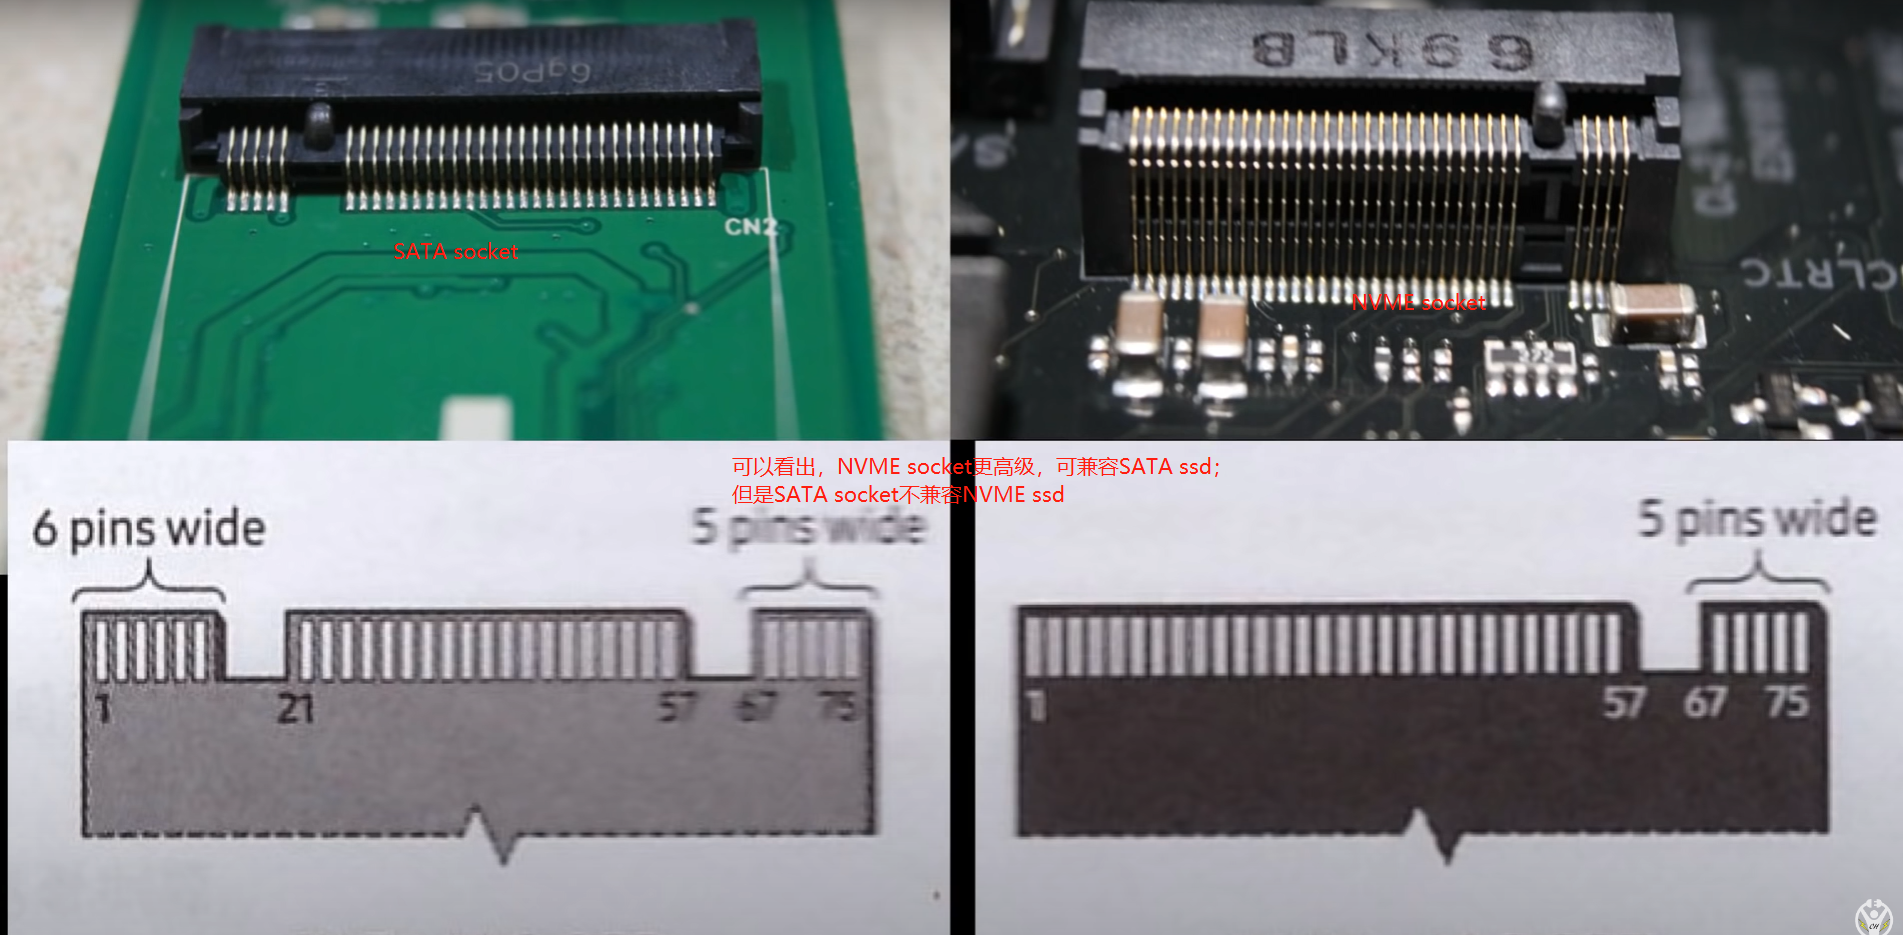 6gP05
CN2
SATA socket
69KLB
CLRTC
NVME socket
272
可以看出，NVME socket更高级，可兼容SATA ssd；
但是SATA socket不兼容NVME ssd
6 pins wide
5 pins wide
1
21
57
67
75
5 pins wide
1
57
67
75